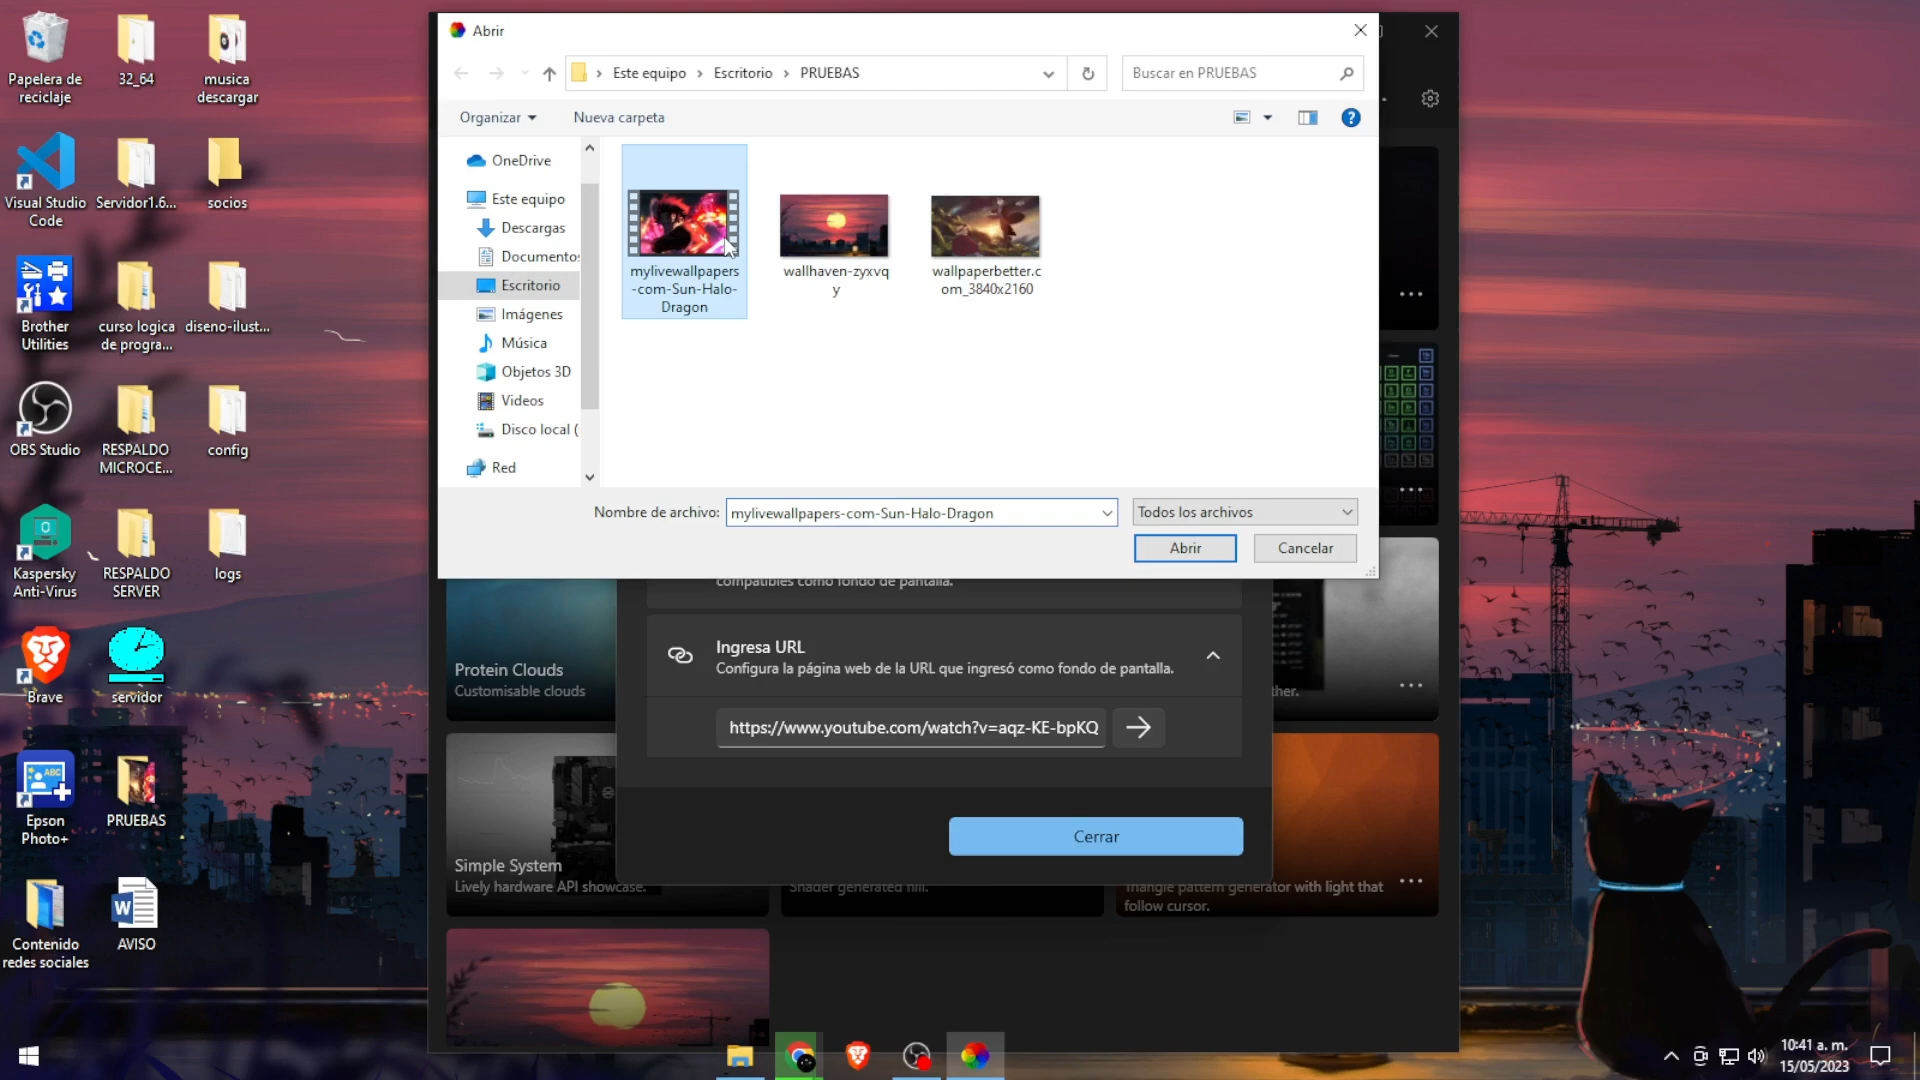 Papelera de
reciclaje
32_64
musica
descargar
Visual Studio
Code
Servidor1.6...
socios
Brother
Utilities
curso logica
de progra...
diseno-ilust...
OBS Studio
RESPALDO
MICROCE...
config
Kaspersky
Anti-Virus
RESPALDO
SERVER
logs
Brave
servidor
Epson
Photo+
PRUEBAS
Contenido
redes sociales
AVISO
Abrir
Este equipo
Escritorio
PRUEBAS
Buscar en PRUEBAS
Organizar
Nueva carpeta
OneDrive
Este equipo
Descargas
Documentos
Escritorio
Imágenes
Música
Objetos 3D
Videos
Disco local (
Red
mylivewallpapers
-com-Sun-Halo-
Dragon
wallhaven-zyxvq
y
wallpaperbetter.c
om_3840x2160
Nombre de archivo:
mylivewallpapers-com-Sun-Halo-Dragon
Todos los archivos
Abrir
Cancelar
compatibles como fondo de pantalla.
Ingresa URL
Configura la página web de la URL que ingresó como fondo de pantalla.
https://www.youtube.com/watch?v=aqz-KE-bpKQ
Cerrar
Protein Clouds
Customisable clouds
ther.
Simple System
Lively hardware API showcase.
Shader generated hill.
Triangle pattern generator with light that
follow cursor.
10:41 a. m.
15/05/2023